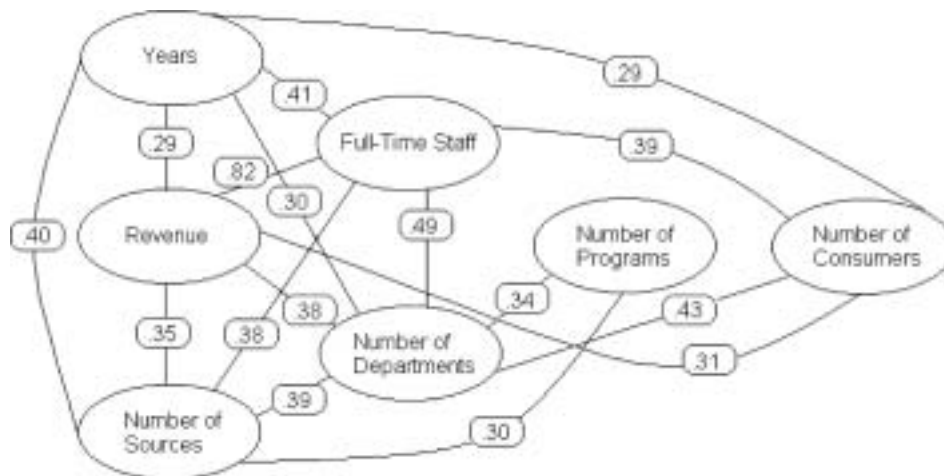 Years
.29
.41
Full-Time Staff
.29
.82
.39
.30
.40
Revenue
.49
Number of
Programs
Number of
Consumers
.38
.34
.35
.38
.43
Number of
Departments
.31
.39
Number of
Sources
.30